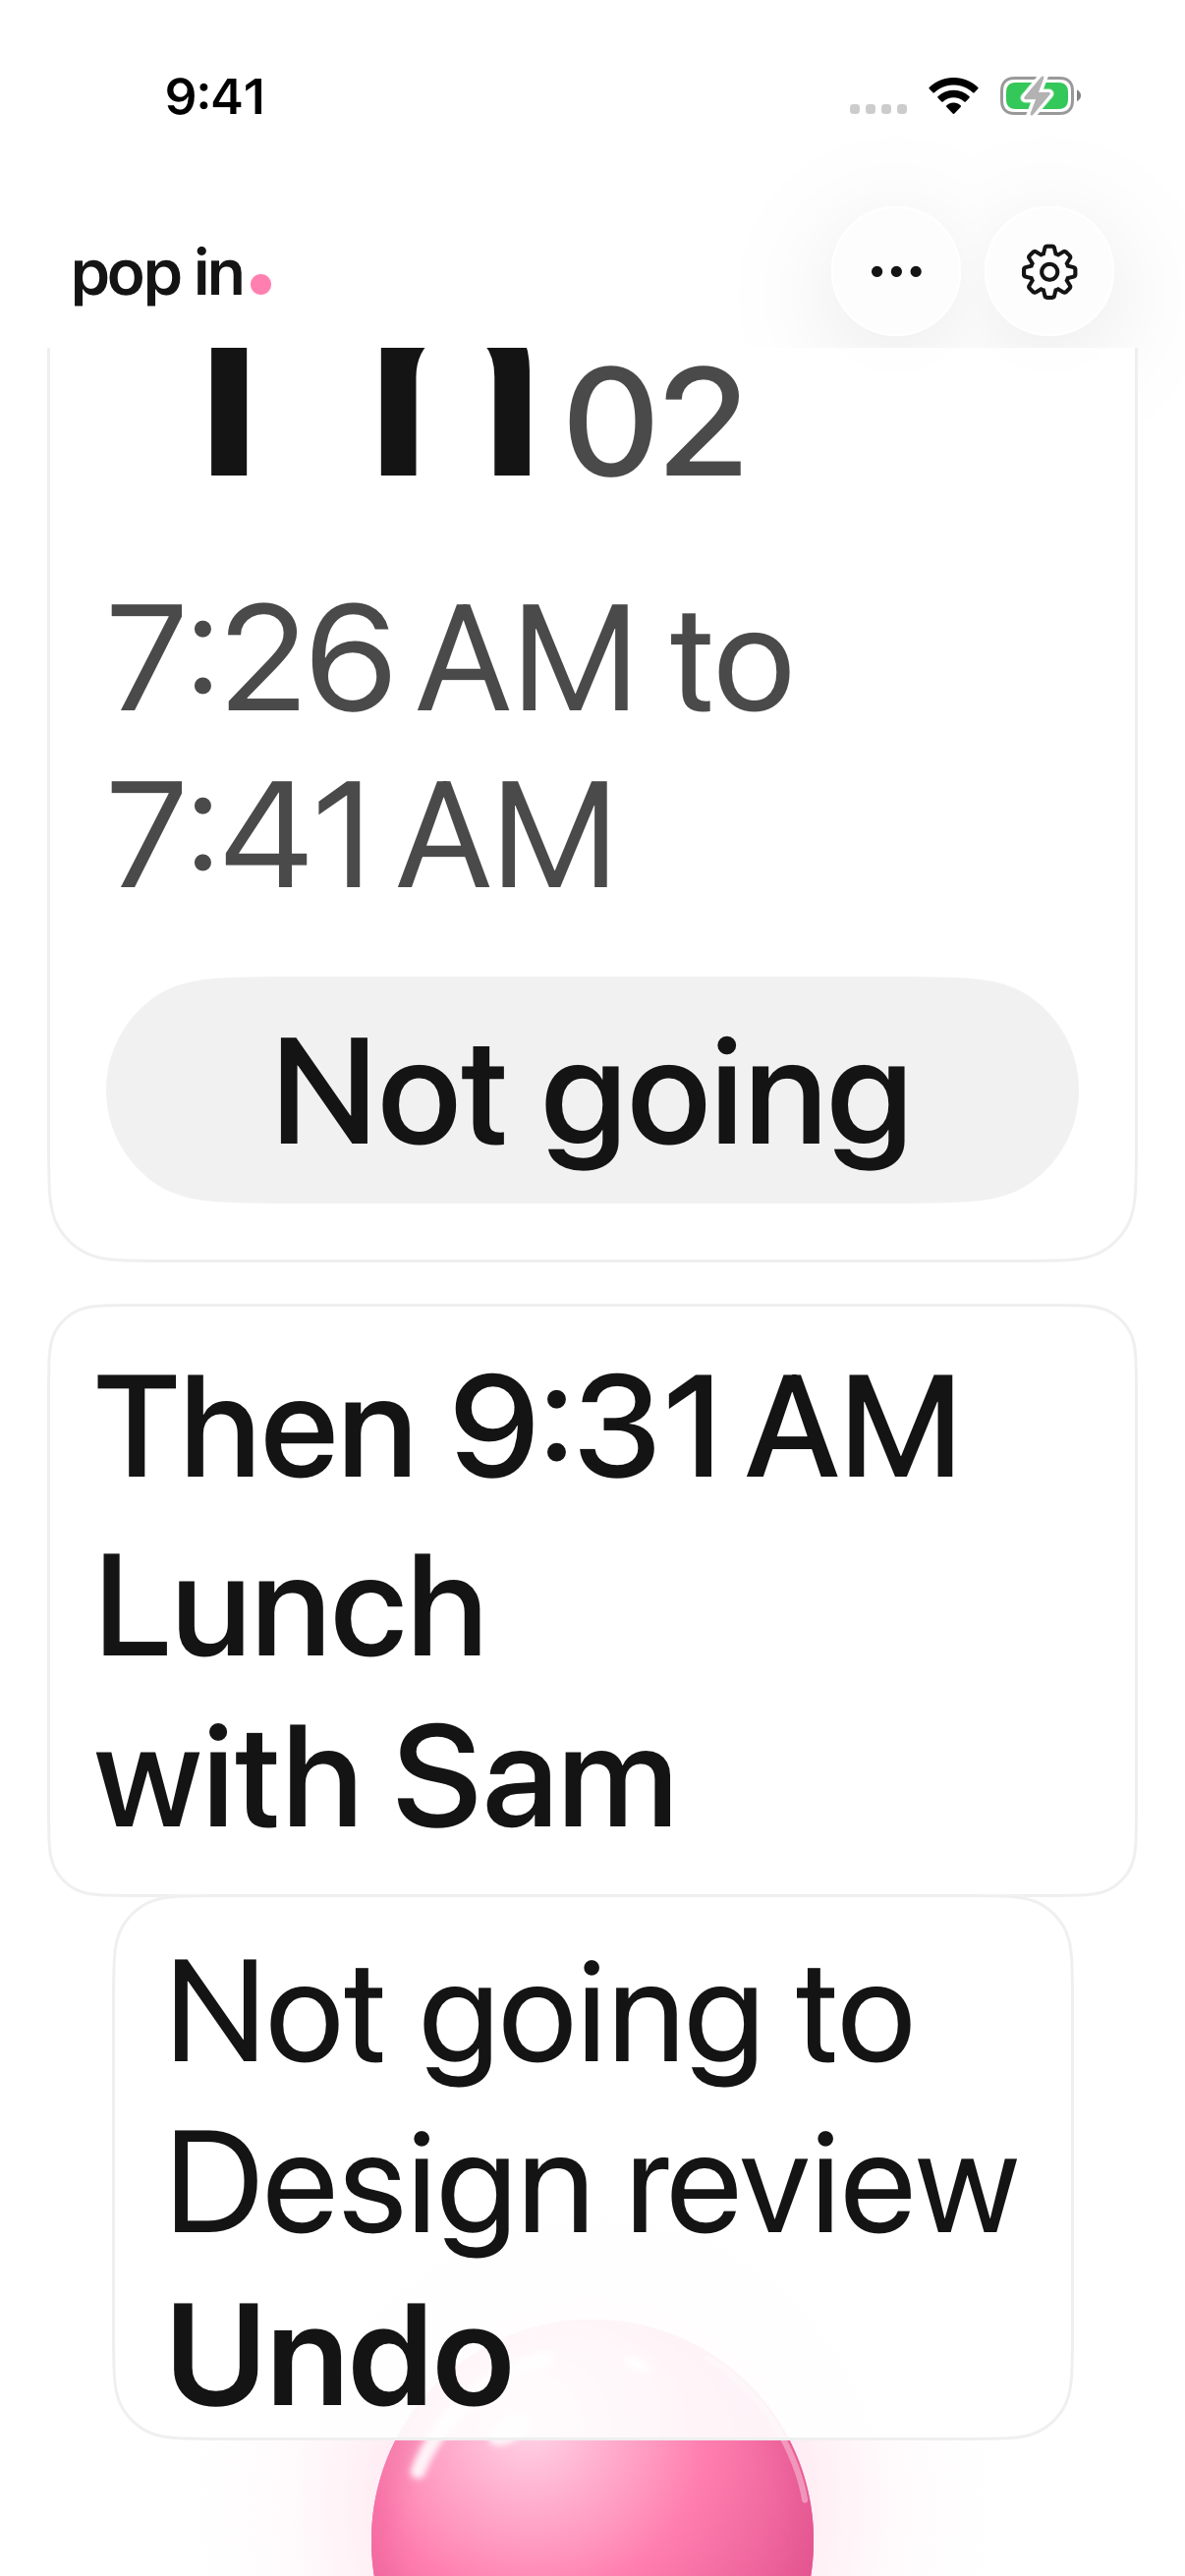 9:41
pop in
02
7:26 AM to
7:41 AM
Not going
Then 9:31 AM
Lunch
with Sam
Not going to
Design review
Undo